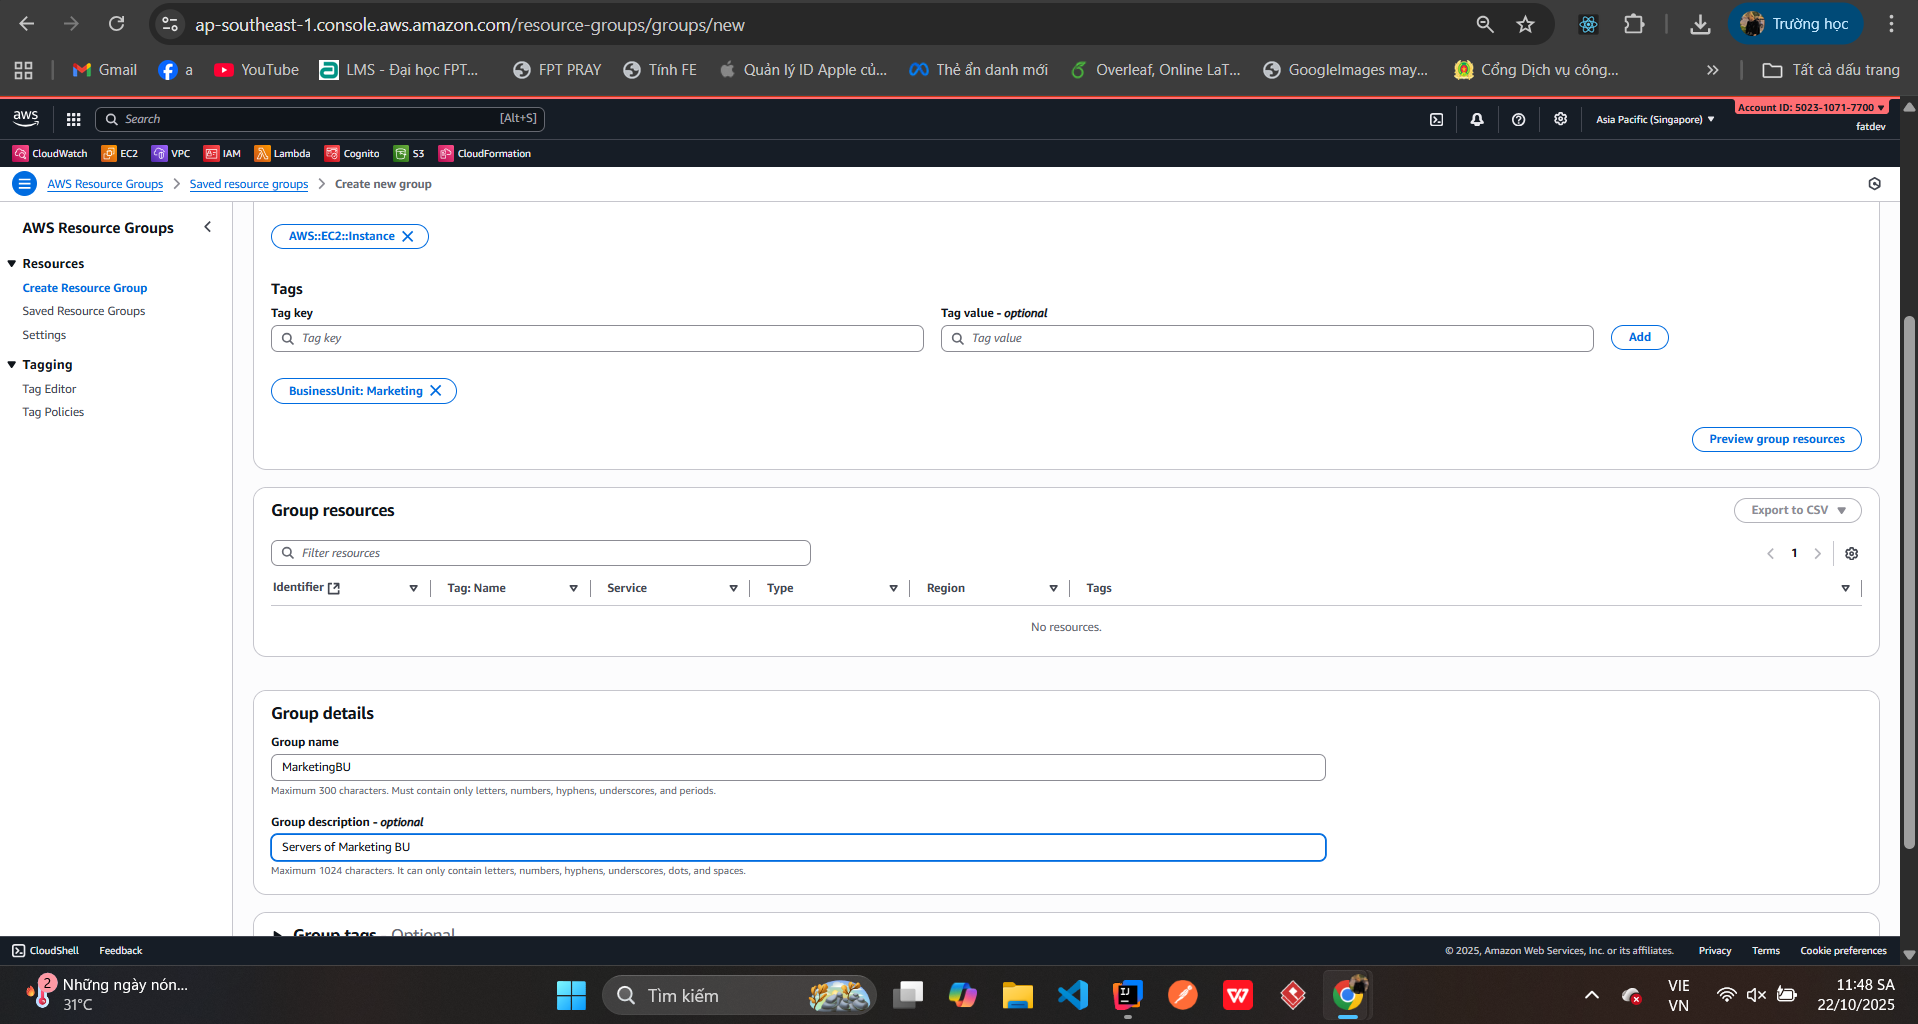 ap-southeast-1.console.aws.amazon.com/resource-groups/groups/new
Trường học
Gmail
a
YouTube
LMS - Đại học FPT...
FPT PRAY
Tính FE
Quản lý ID Apple củ...
Thẻ ẩn danh mới
Overleaf, Online LaT...
GoogleImages may...
Cổng Dịch vụ công...
Tất cả dấu trang
aws
Search
[Alt+S]
Asia Pacific (Singapore)
Account ID: 5023-1071-7700
fatdev
CloudWatch
EC2
VPC
IAM
Lambda
Cognito
S3
CloudFormation
AWS Resource Groups
Saved resource groups
Create new group
AWS Resource Groups
Resources
Create Resource Group
Saved Resource Groups
Settings
Tagging
Tag Editor
Tag Policies
AWS::EC2::Instance
Tags
Tag key
Tag value - optional
Tag key
Tag value
Add
BusinessUnit: Marketing
Preview group resources
Group resources
Export to CSV
Filter resources
1
Identifier
Tag: Name
Service
Type
Region
Tags
No resources.
Group details
Group name
MarketingBU
Maximum 300 characters. Must contain only letters, numbers, hyphens, underscores, and periods.
Group description - optional
Servers of Marketing BU
Maximum 1024 characters. It can only contain letters, numbers, hyphens, underscores, dots, and spaces.
Group tags - Optional
CloudShell
Feedback
© 2025, Amazon Web Services, Inc. or its affiliates.
Privacy
Terms
Cookie preferences
2
Những ngày nón...
31°C
Tìm kiếm
IJ
VIE
VN
11:48 SA
22/10/2025